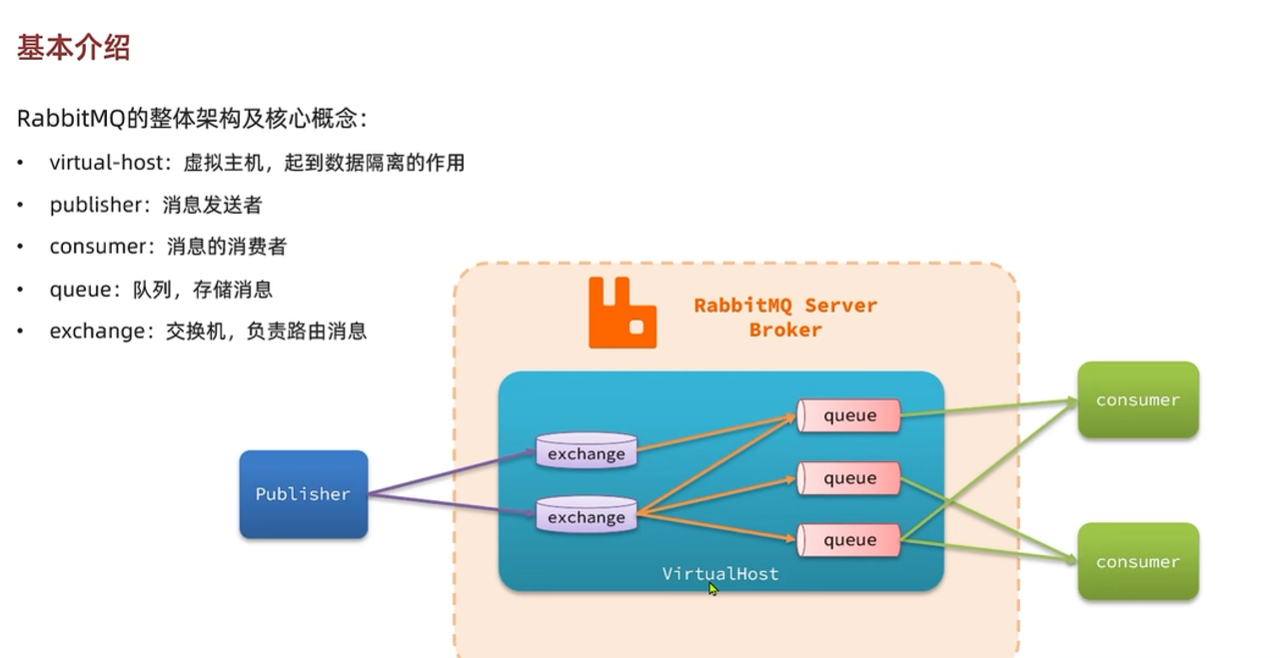 基本介绍
RabbitMQ的整体架构及核心概念：
• virtual-host：虚拟主机，起到数据隔离的作用
• publisher：消息发送者
• consumer：消息的消费者
• queue：队列，存储消息
• exchange：交换机，负责路由消息
RabbitMQ Server
Broker
Publisher
exchange
exchange
queue
queue
queue
VirtualHost
consumer
consumer